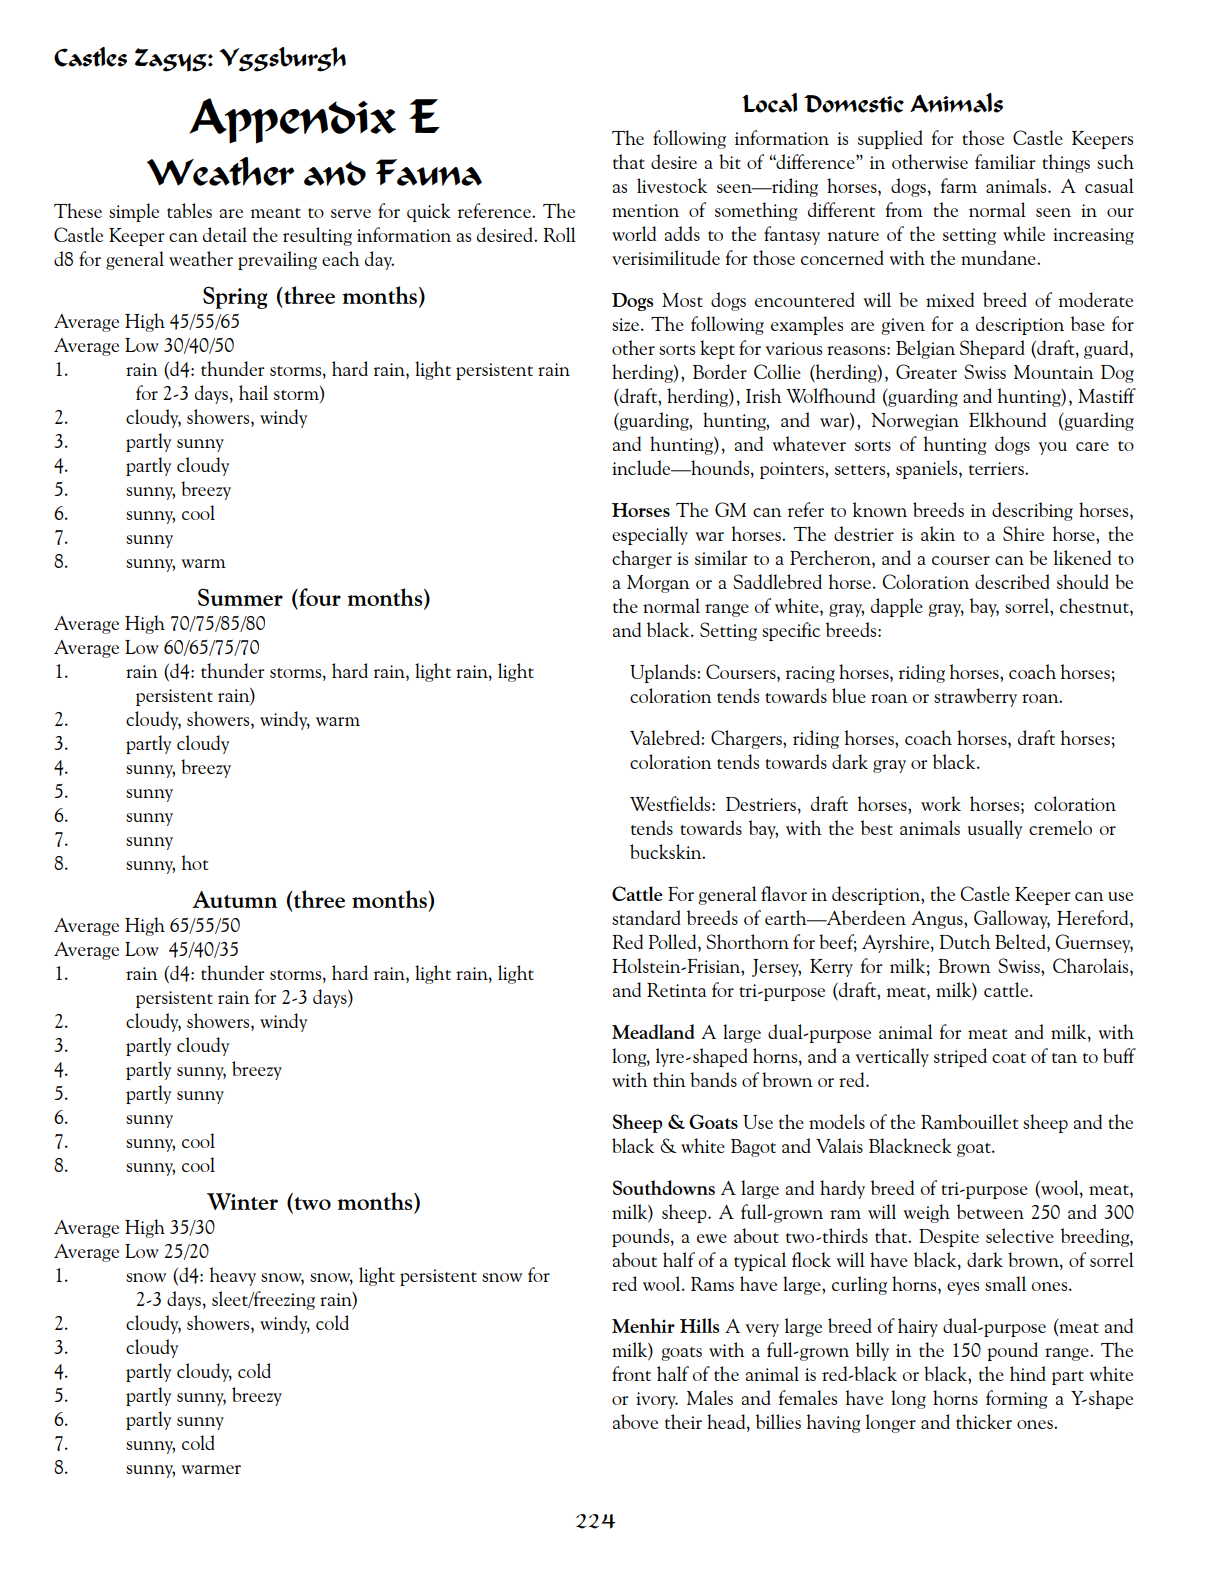 Castles Zagyg: Yggsburgh
Appendix E
Weather and Fauna
These simple tables are meant to serve for quick reference. The
Castle Keeper can detail the resulting information as desired. Roll
d8 for general weather prevailing each day.
Spring (three months)
Average High 45/55/65
Average Low 30/40/50
1. rain (d4: thunder storms, hard rain, light persistent rain
for 2-3 days, hail storm)
2. cloudy, showers, windy
3. partly sunny
4. partly cloudy
5. sunny, breezy
6. sunny, cool
7. sunny
8. sunny, warm
Summer (four months)
Average High 70/75/85/80
Average Low 60/65/75/70
1. rain (d4: thunder storms, hard rain, light rain, light
persistent rain)
2. cloudy, showers, windy, warm
3. partly cloudy
4. sunny, breezy
5. sunny
6. sunny
7. sunny
8. sunny, hot
Autumn (three months)
Average High 65/55/50
Average Low 45/40/35
1. rain (d4: thunder storms, hard rain, light rain, light
persistent rain for 2-3 days)
2. cloudy, showers, windy
3. partly cloudy
4. partly sunny, breezy
5. partly sunny
6. sunny
7. sunny, cool
8. sunny, cool
Winter (two months)
Average High 35/30
Average Low 25/20
1. snow (d4: heavy snow, snow, light persistent snow for
2-3 days, sleet/freezing rain)
2. cloudy, showers, windy, cold
3. cloudy
4. partly cloudy, cold
5. partly sunny, breezy
6. partly sunny
7. sunny, cold
8. sunny, warmer
Local Domestic Animals
The following information is supplied for those Castle Keepers
that desire a bit of “difference” in otherwise familiar things such
as livestock seen—riding horses, dogs, farm animals. A casual
mention of something different from the normal seen in our
world adds to the fantasy nature of the setting while increasing
verisimilitude for those concerned with the mundane.
Dogs Most dogs encountered will be mixed breed of moderate
size. The following examples are given for a description base for
other sorts kept for various reasons: Belgian Shepard (draft, guard,
herding), Border Collie (herding), Greater Swiss Mountain Dog
(draft, herding), Irish Wolfhound (guarding and hunting), Mastiff
(guarding, hunting, and war), Norwegian Elkhound (guarding
and hunting), and whatever sorts of hunting dogs you care to
include—hounds, pointers, setters, spaniels, terriers.
Horses The GM can refer to known breeds in describing horses,
especially war horses. The destrier is akin to a Shire horse, the
charger is similar to a Percheron, and a courser can be likened to
a Morgan or a Saddlebred horse. Coloration described should be
the normal range of white, gray, dapple gray, bay, sorrel, chestnut,
and black. Setting specific breeds:
Uplands: Coursers, racing horses, riding horses, coach horses;
coloration tends towards blue roan or strawberry roan.
Valebred: Chargers, riding horses, coach horses, draft horses;
coloration tends towards dark gray or black.
Westfields: Destriers, draft horses, work horses; coloration
tends towards bay, with the best animals usually cremelo or
buckskin.
Cattle For general flavor in description, the Castle Keeper can use
standard breeds of earth—Aberdeen Angus, Galloway, Hereford,
Red Polled, Shorthorn for beef; Ayrshire, Dutch Belted, Guernsey,
Holstein-Frisian, Jersey, Kerry for milk; Brown Swiss, Charolais,
and Retinta for tri-purpose (draft, meat, milk) cattle.
Meadland A large dual-purpose animal for meat and milk, with
long, lyre-shaped horns, and a vertically striped coat of tan to buff
with thin bands of brown or red.
Sheep & Goats Use the models of the Rambouillet sheep and the
black & white Bagot and Valais Blackneck goat.
Southdowns A large and hardy breed of tri-purpose (wool, meat,
milk) sheep. A full-grown ram will weigh between 250 and 300
pounds, a ewe about two-thirds that. Despite selective breeding,
about half of a typical flock will have black, dark brown, of sorrel
red wool. Rams have large, curling horns, eyes small ones.
Menhir Hills A very large breed of hairy dual-purpose (meat and
milk) goats with a full-grown billy in the 150 pound range. The
front half of the animal is red-black or black, the hind part white
or ivory. Males and females have long horns forming a Y-shape
above their head, billies having longer and thicker ones.
224